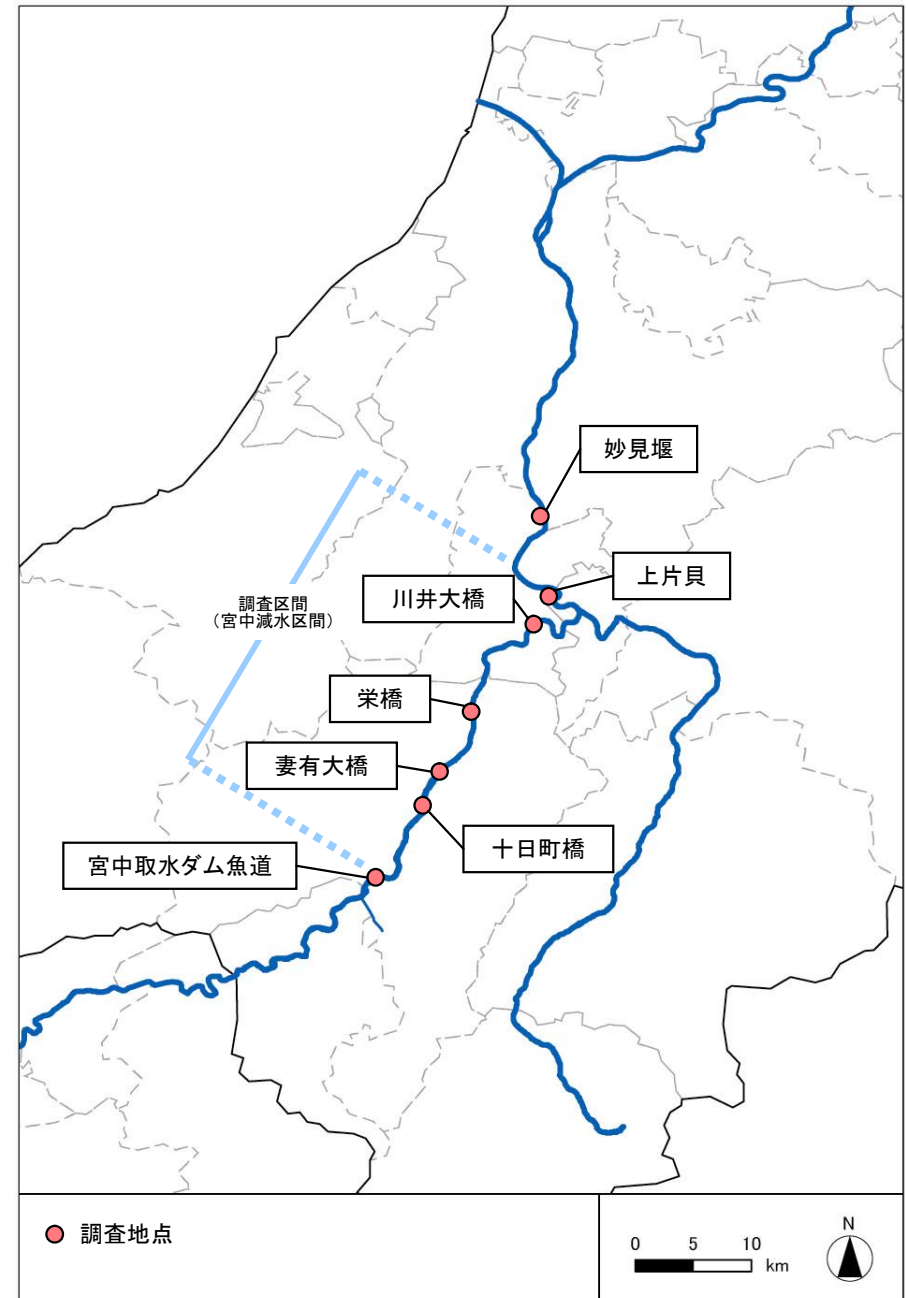 妙見堰
上片貝
川井大橋
調査区間
(宮中減水区間)
栄橋
妻有大橋
十日町橋
宮中取水ダム魚道
調査地点
0 5 10
km
N